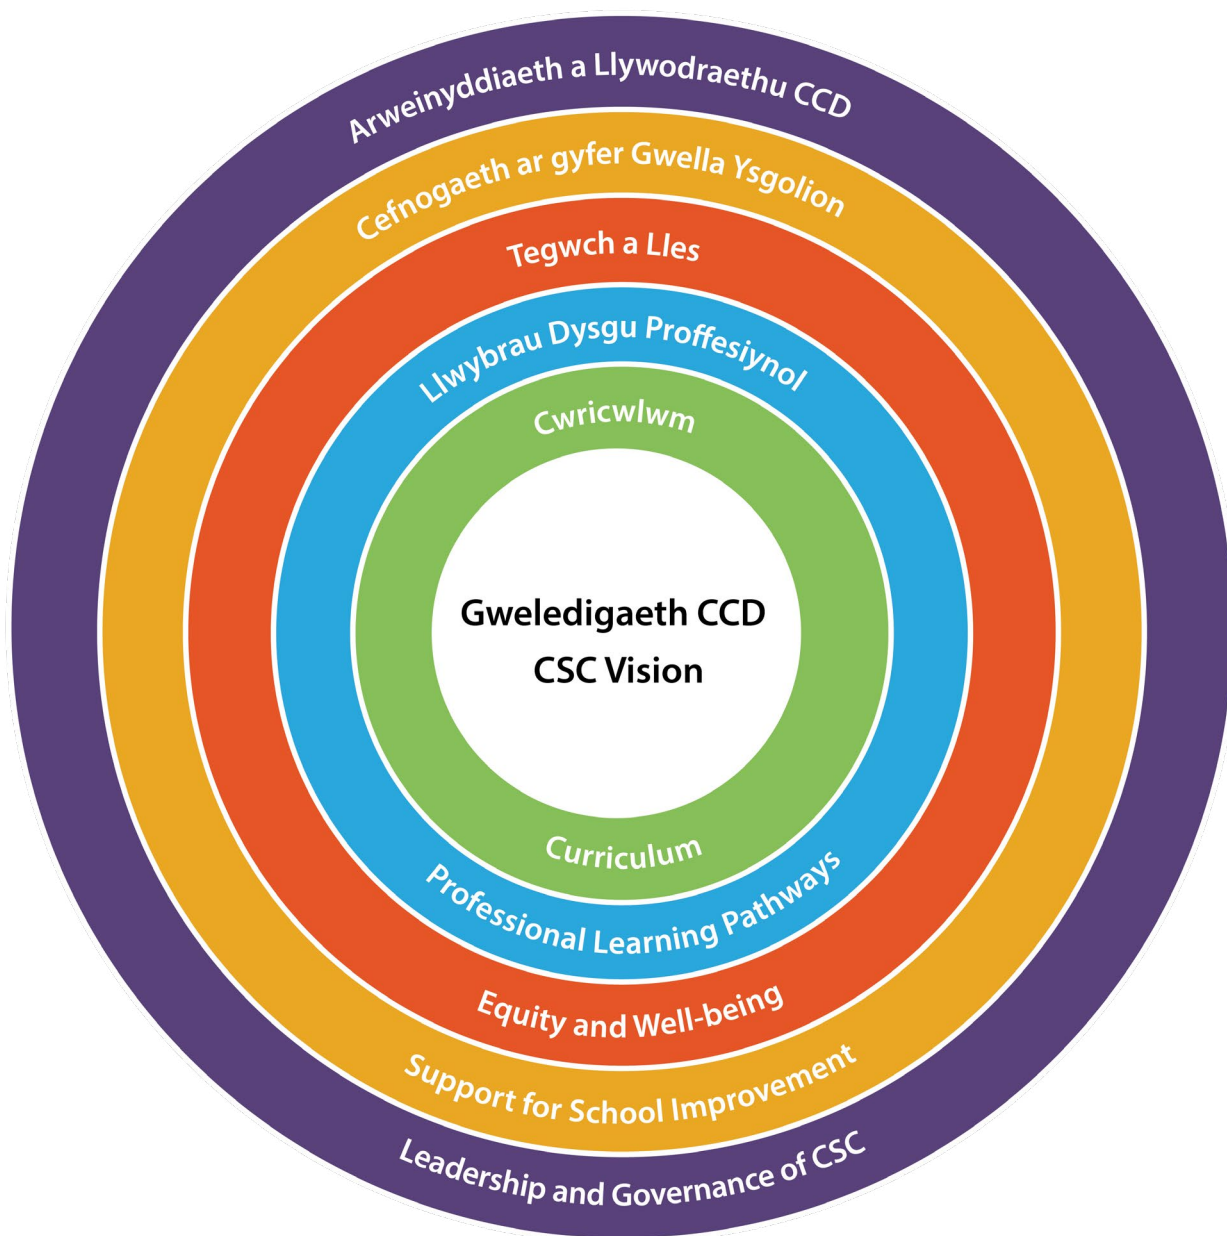 Arweinyddiaeth a Llywodraethu CCD
Cefnogaeth ar gyfer Gwella Ysgolion
Tegwch a Lles
Llwybrau Dysgu Proffesiynol
Cwricwlwm
Gweledigaeth CCD
CSC Vision
Curriculum
Professional Learning Pathways
Equity and Well-being
Support for School Improvement
Leadership and Governance of CSC